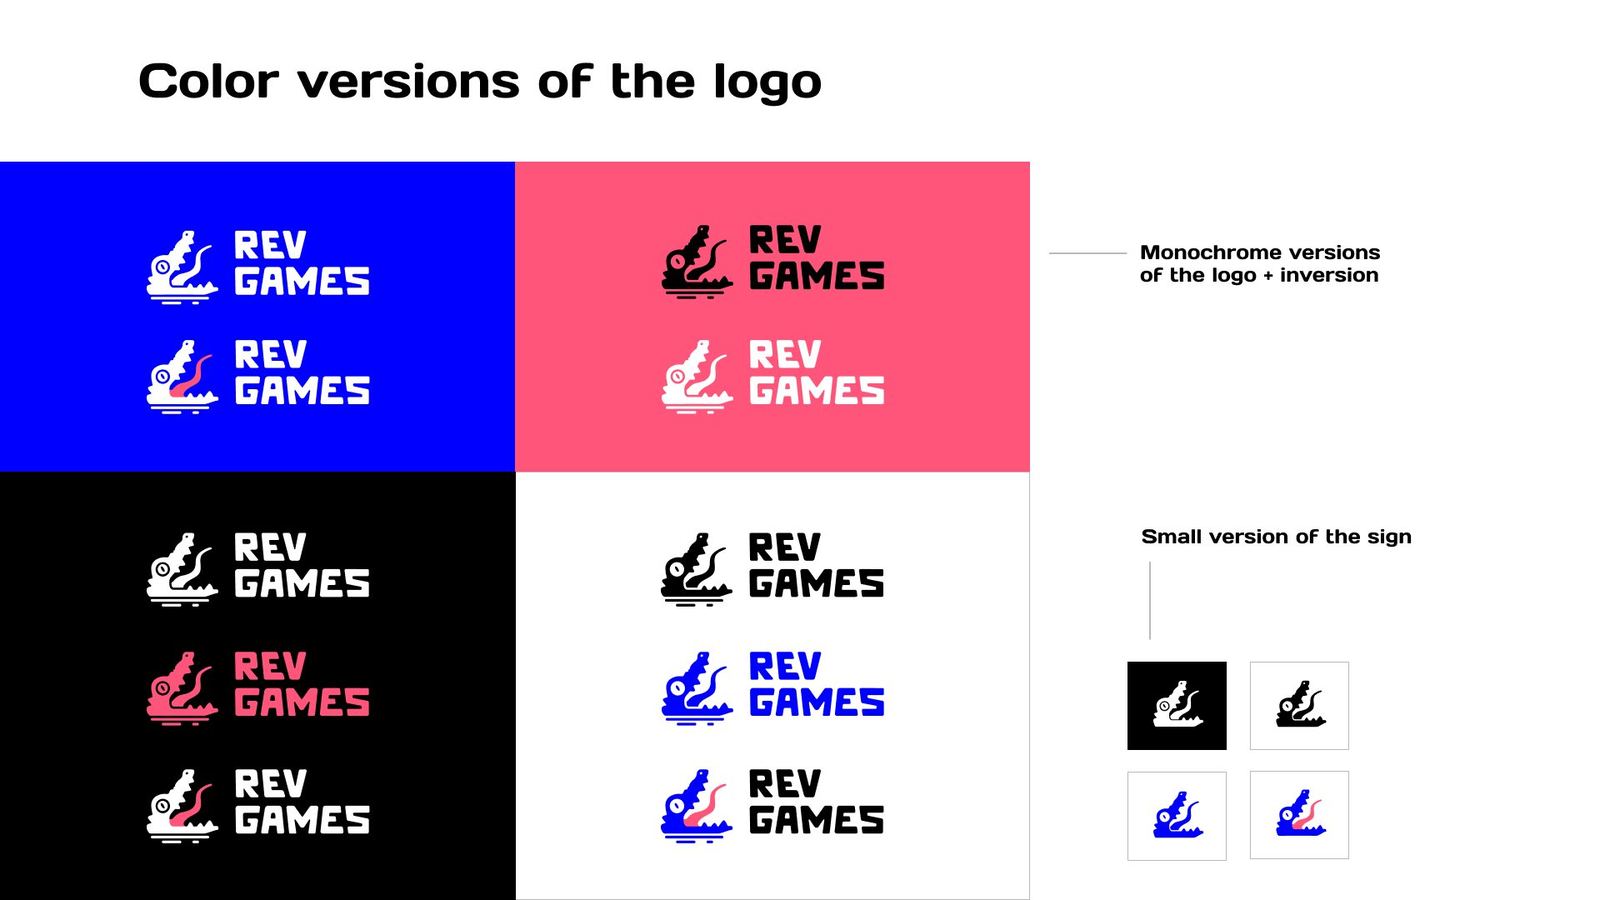 Color versions of the logo
REV
GAMES
REV
GAMES
REV
GAMES
REV
GAMES
Monochrome versions
of the logo + inversion
REV
GAMES
REV
GAMES
REV
GAMES
REV
GAMES
REV
GAMES
REV
GAMES
Small version of the sign